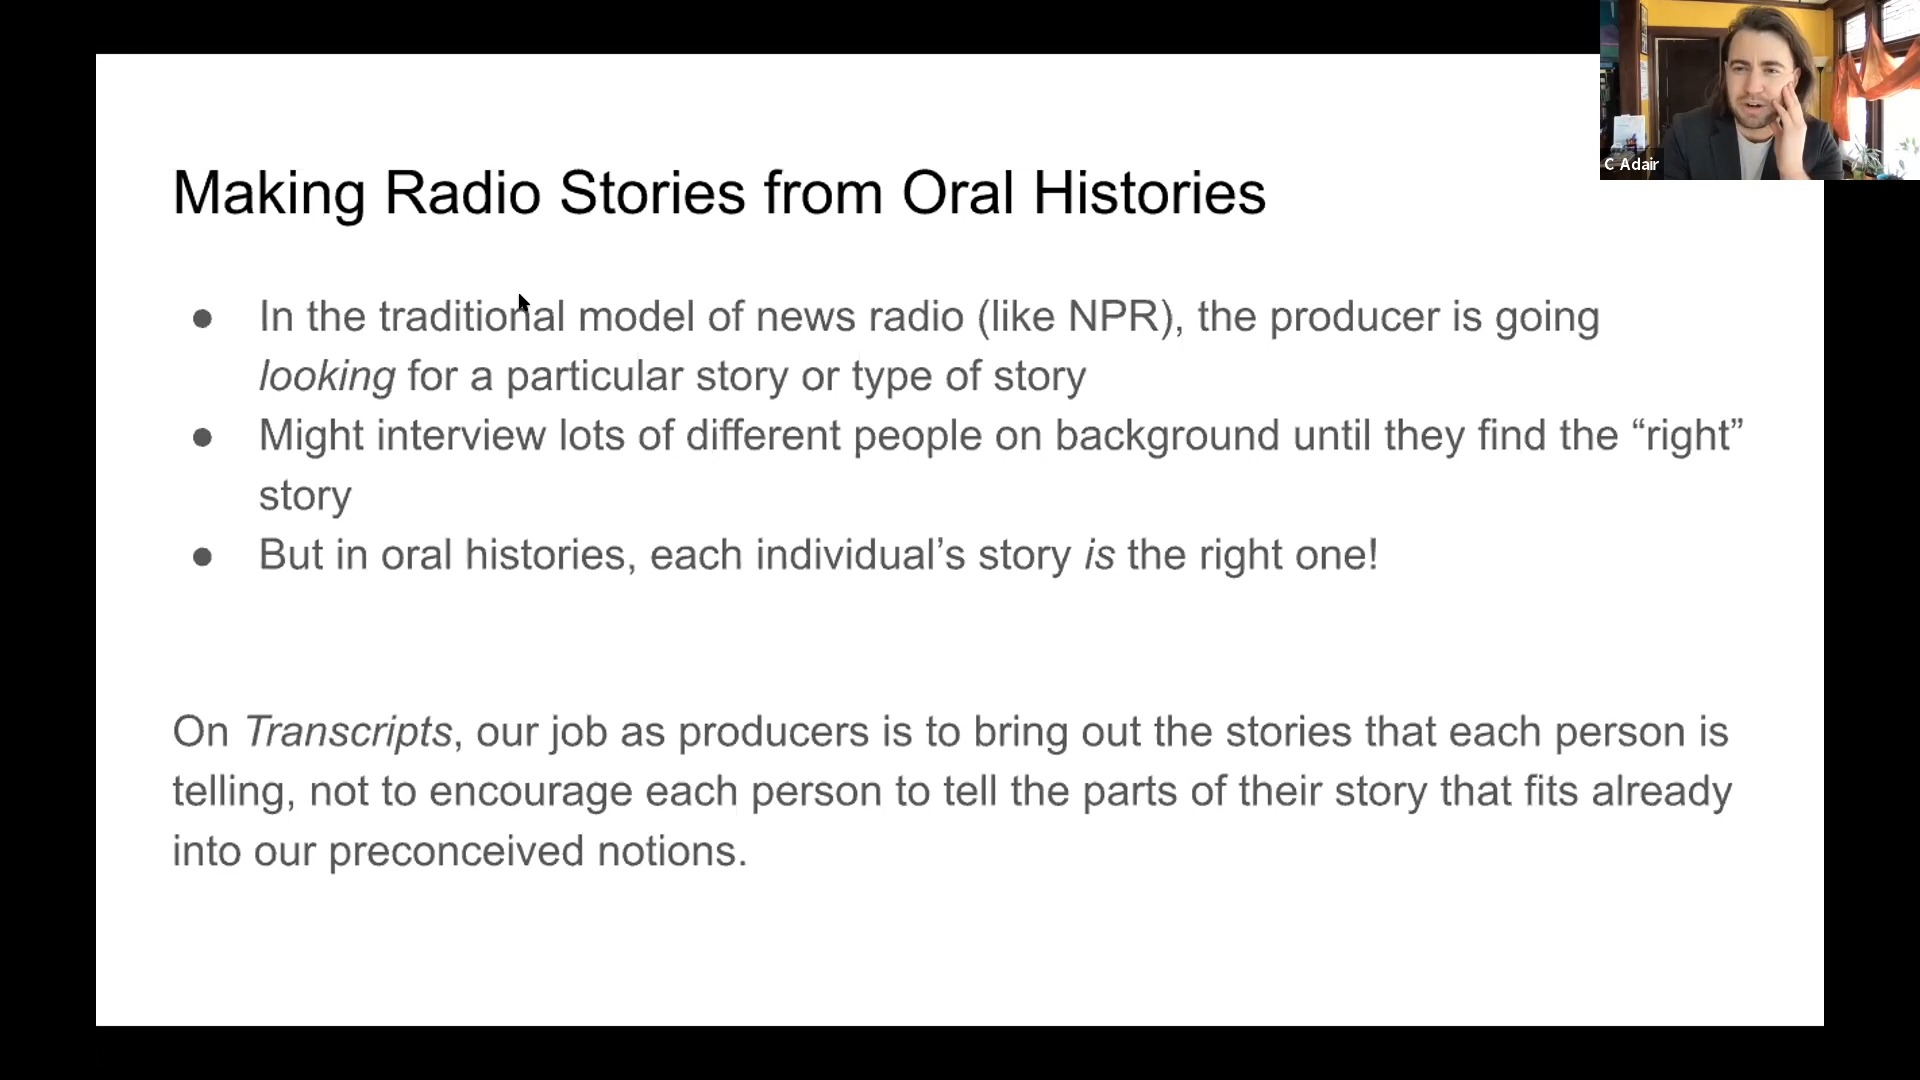 C Adair
Making Radio Stories from Oral Histories
● In the traditional model of news radio (like NPR), the producer is going
looking for a particular story or type of story
● Might interview lots of different people on background until they find the “right”
story
● But in oral histories, each individual’s story is the right one!
On Transcripts, our job as producers is to bring out the stories that each person is
telling, not to encourage each person to tell the parts of their story that fits already
into our preconceived notions.